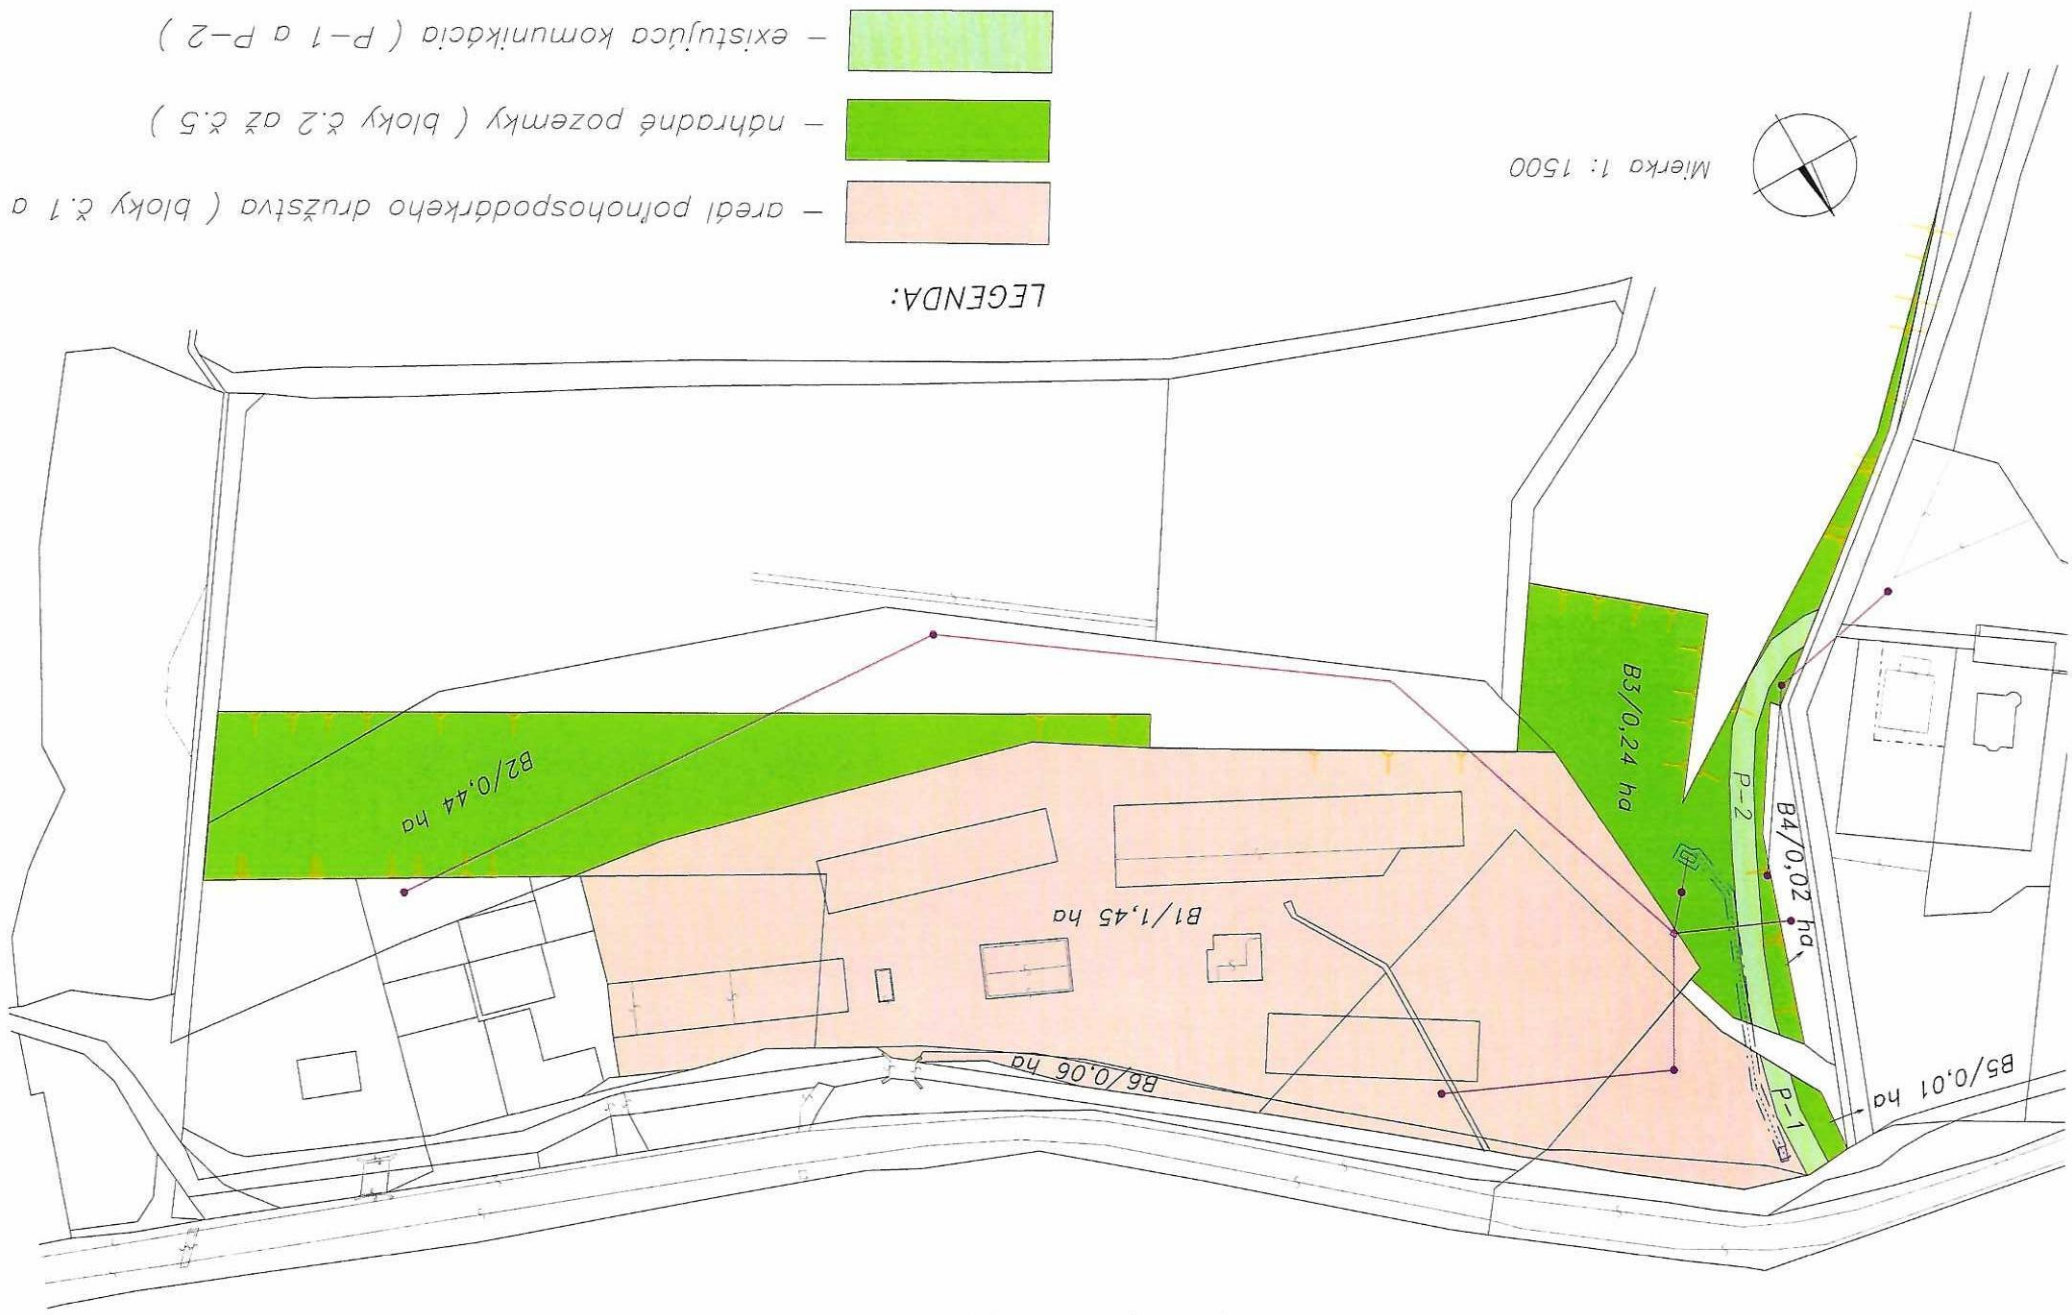 B5/0,01 ha
P-1
B6/0,06 ha
B4/0,02 ha
B1/1,45 ha
P-2
B2/0,44 ha
B3/0,24 ha
LEGENDA:
- areál poľnohospodárkeho družstva ( bloky č.1 a
- náhradné pozemky ( bloky č.2 až č.5 )
- existujúca komunikácia ( P-1 a P-2 )
Mierka 1: 1500